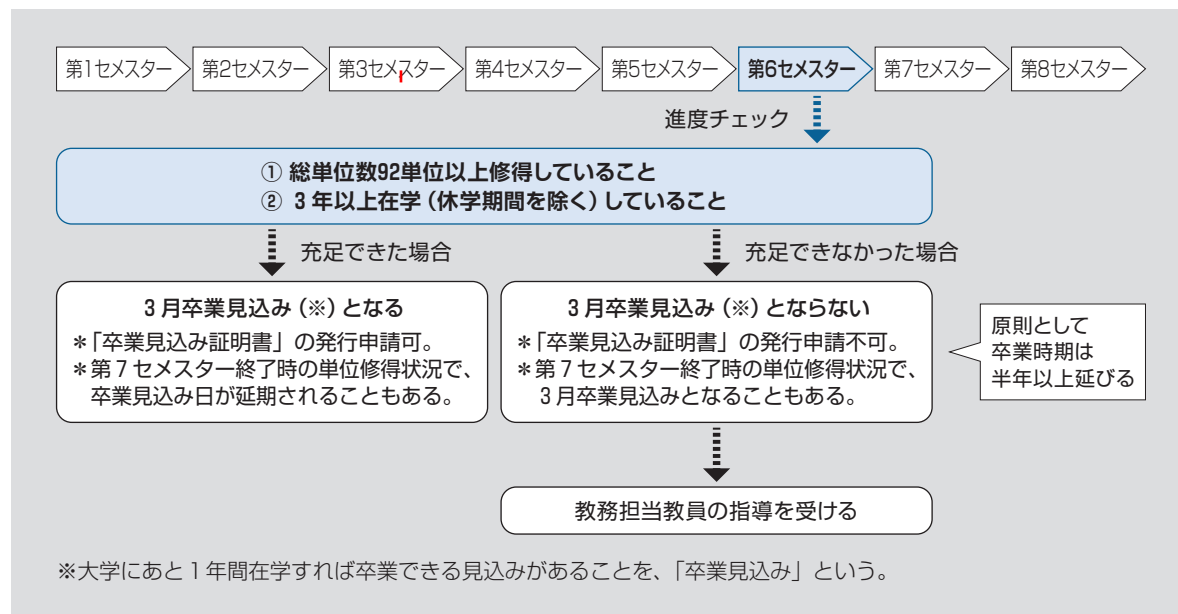 第1セメスター 第2セメスター 第3セメスター 第4セメスター 第5セメスター 第6セメスター 第7セメスター 第8セメスター
進度チェック
① 総単位数92単位以上修得していること
② 3年以上在学(休学期間を除く)していること
充足できた場合
充足できなかった場合
3月卒業見込み(※)となる
*「卒業見込み証明書」の発行申請可。
*第7セメスター終了時の単位修得状況で、
卒業見込み日が延期されることもある。
3月卒業見込み(※)とならない
*「卒業見込み証明書」の発行申請不可。
*第7セメスター終了時の単位修得状況で、
3月卒業見込みとなることもある。
原則として
卒業時期は
半年以上延びる
教務担当教員の指導を受ける
※大学にあと1年間在学すれば卒業できる見込みがあることを、「卒業見込み」という。